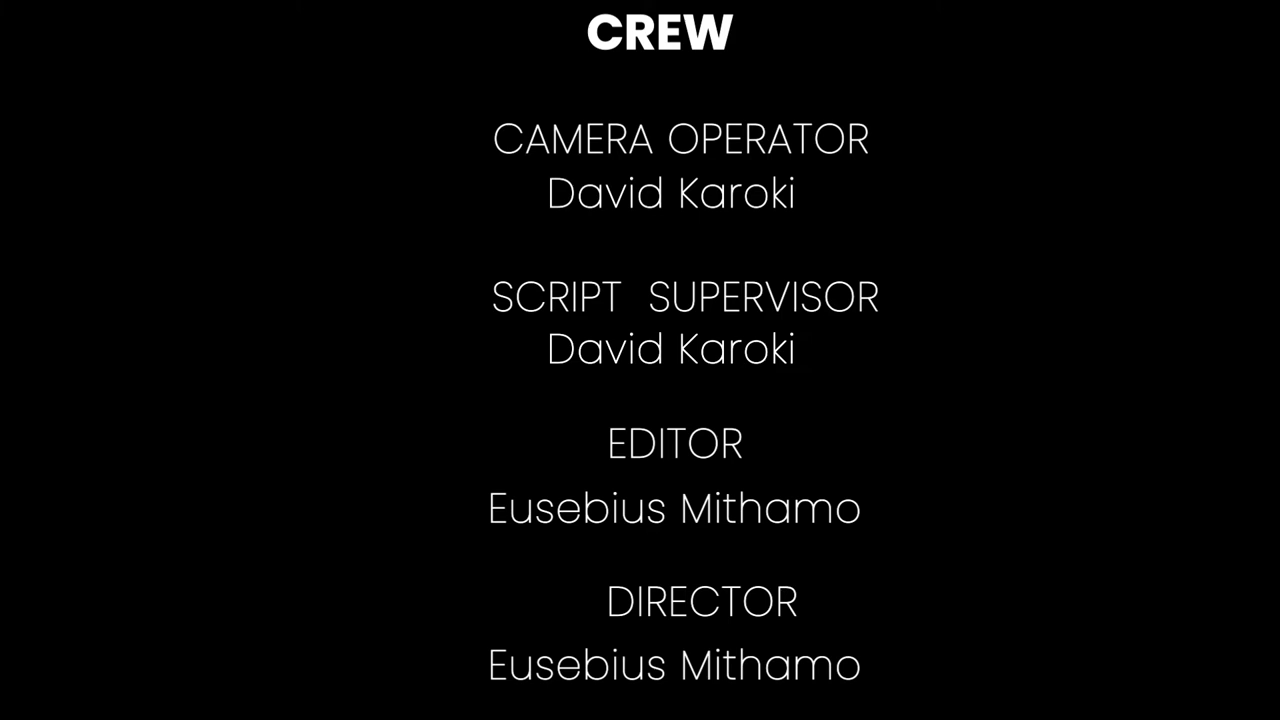 CREW
CAMERA OPERATOR
David Karoki
SCRIPT SUPERVISOR
David Karoki
EDITOR
Eusebius Mithamo
DIRECTOR
Eusebius Mithamo